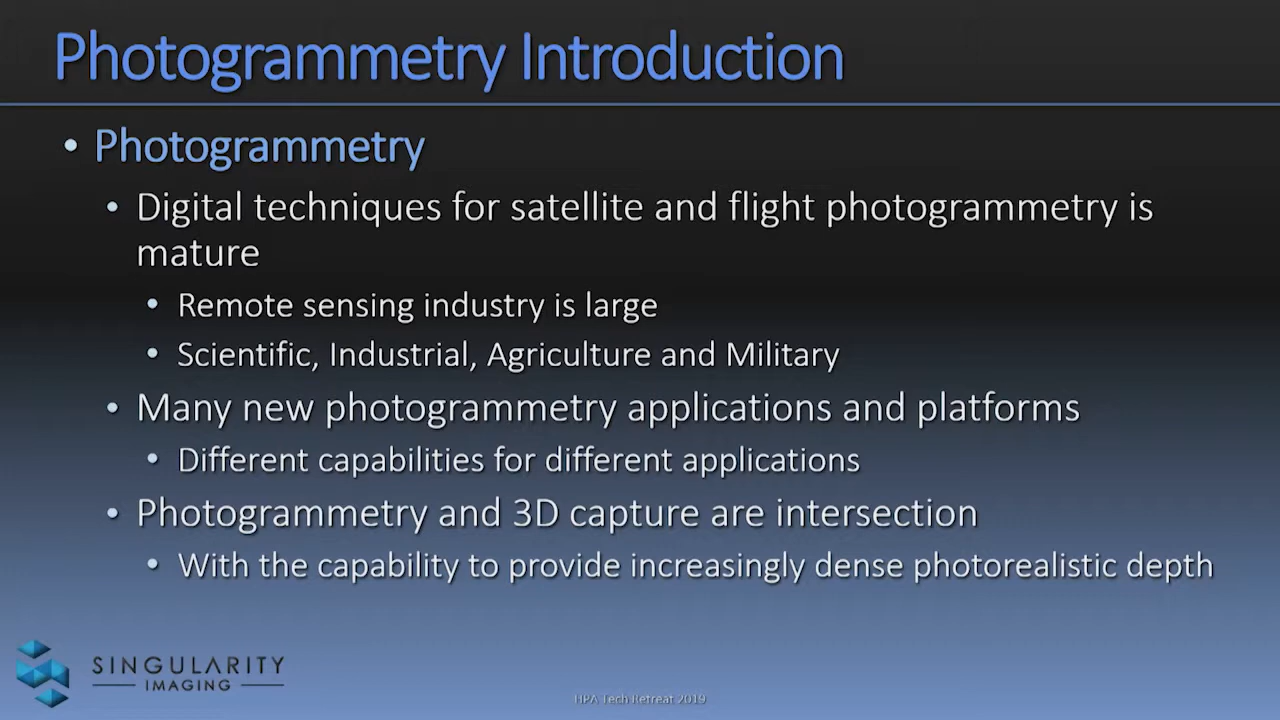 Photogrammetry Introduction
• Photogrammetry
• Digital techniques for satellite and flight photogrammetry is
mature
• Remote sensing industry is large
• Scientific, Industrial, Agriculture and Military
• Many new photogrammetry applications and platforms
• Different capabilities for different applications
• Photogrammetry and 3D capture are intersection
• With the capability to provide increasingly dense photorealistic depth
SINGULARITY
IMAGING
HPA Tech Retreat 2019